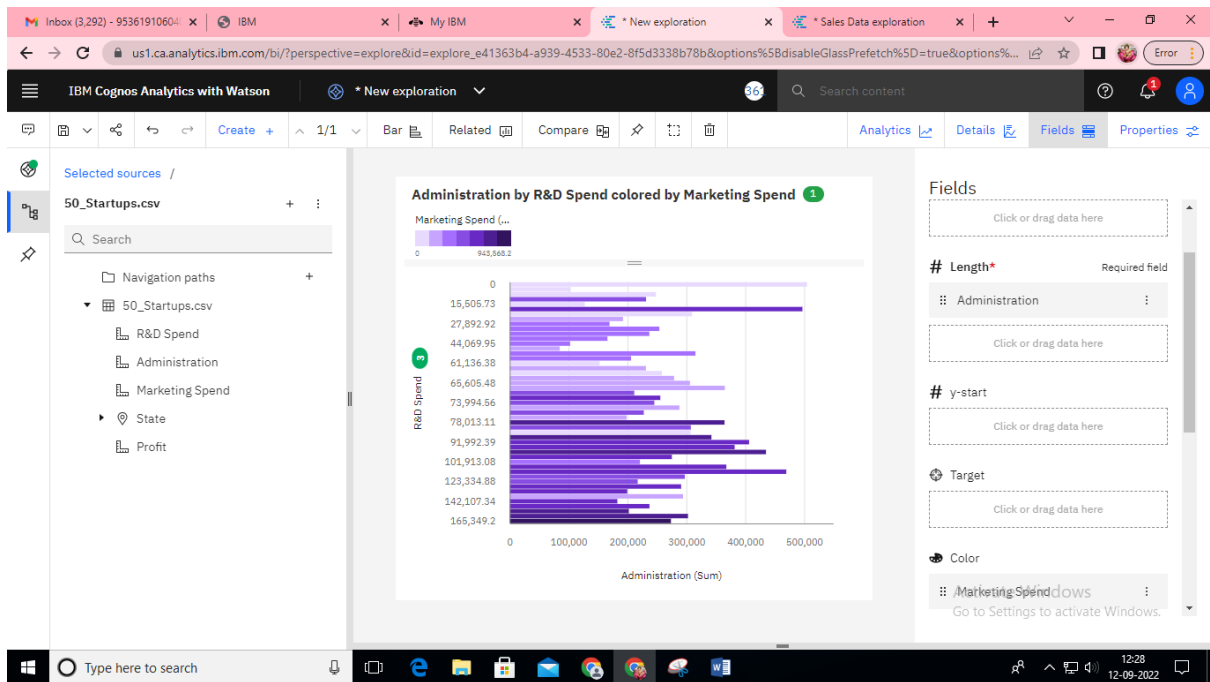 Inbox (3,292) - 9536191060
IBM
My IBM
* New exploration
* Sales Data exploration
us1.ca.analytics.ibm.com/bi/?perspective=explore&id=explore_e41363b4-a939-4533-80e2-8f5d3338b78b&options%5BdisableGlassPrefetch%5D=true&options%...
Error
IBM Cognos Analytics with Watson
* New exploration
361
Search content
1
Create +
1/1
Bar
Related
Compare
Analytics
Details
Fields
Properties
Selected sources /
50_Startups.csv
Search
Navigation paths
50_Startups.csv
R&D Spend
Administration
Marketing Spend
State
Profit
Administration by R&D Spend colored by Marketing Spend 1
Marketing Spend (...
0 943,568.2
0
15,505.73
27,892.92
44,069.95
61,136.38
65,605.48
73,994.56
78,013.11
91,992.39
101,913.08
123,334.88
142,107.34
165,349.2
R&D Spend 3
0 100,000 200,000 300,000 400,000 500,000
Administration (Sum)
Fields
Click or drag data here
# Length* Required field
Administration
Click or drag data here
# y-start
Click or drag data here
Target
Click or drag data here
Color
Marketing Spend
Activate Windows
Go to Settings to activate Windows.
Type here to search
12:28
12-09-2022